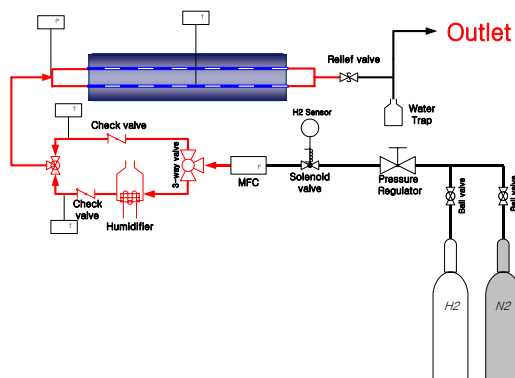 P
T
Outlet
Relief valve
Water
Trap
T
Check valve
H2 Sensor
3-way valve
F
MFC
Solenoid
valve
Pressure
Regulator
Ball valve
Ball valve
Check
valve
T
Humidifier
H2
N2